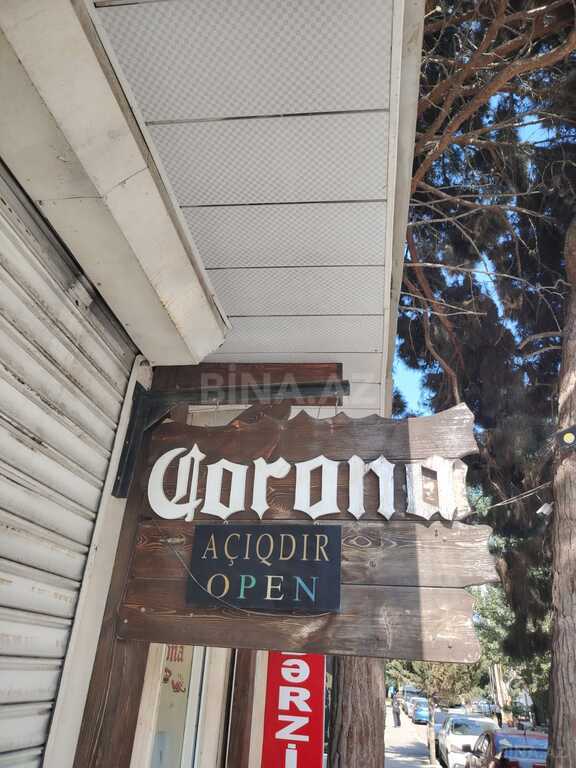 BINA.AZ
Corona
AÇIQDIR
OPEN
ƏRZİ